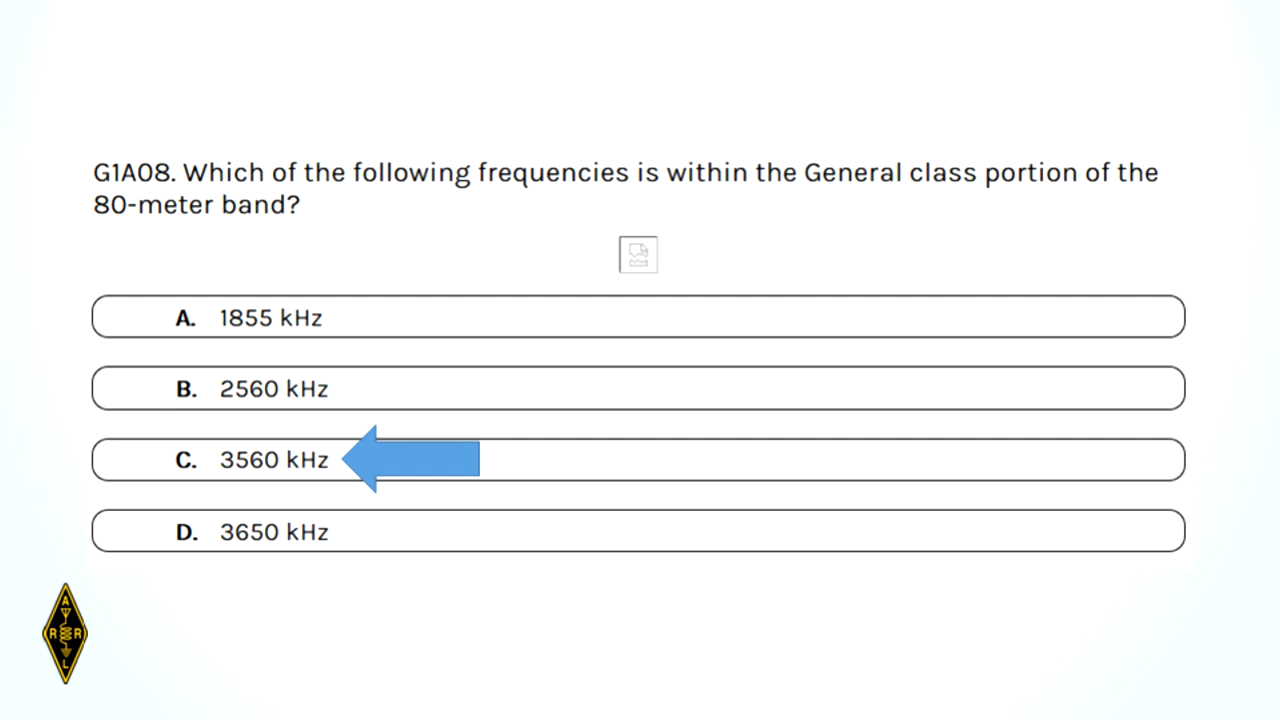 G1A08. Which of the following frequencies is within the General class portion of the
80-meter band?
A. 1855 kHz
B. 2560 kHz
C. 3560 kHz
D. 3650 kHz
A
R R
L